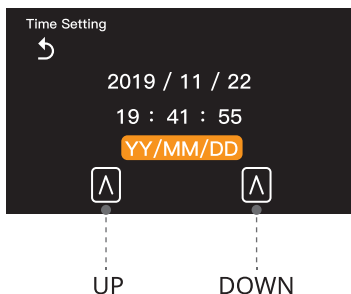 Time Setting
2019 / 11 / 22
19 : 41 : 55
YY/MM/DD
UP DOWN